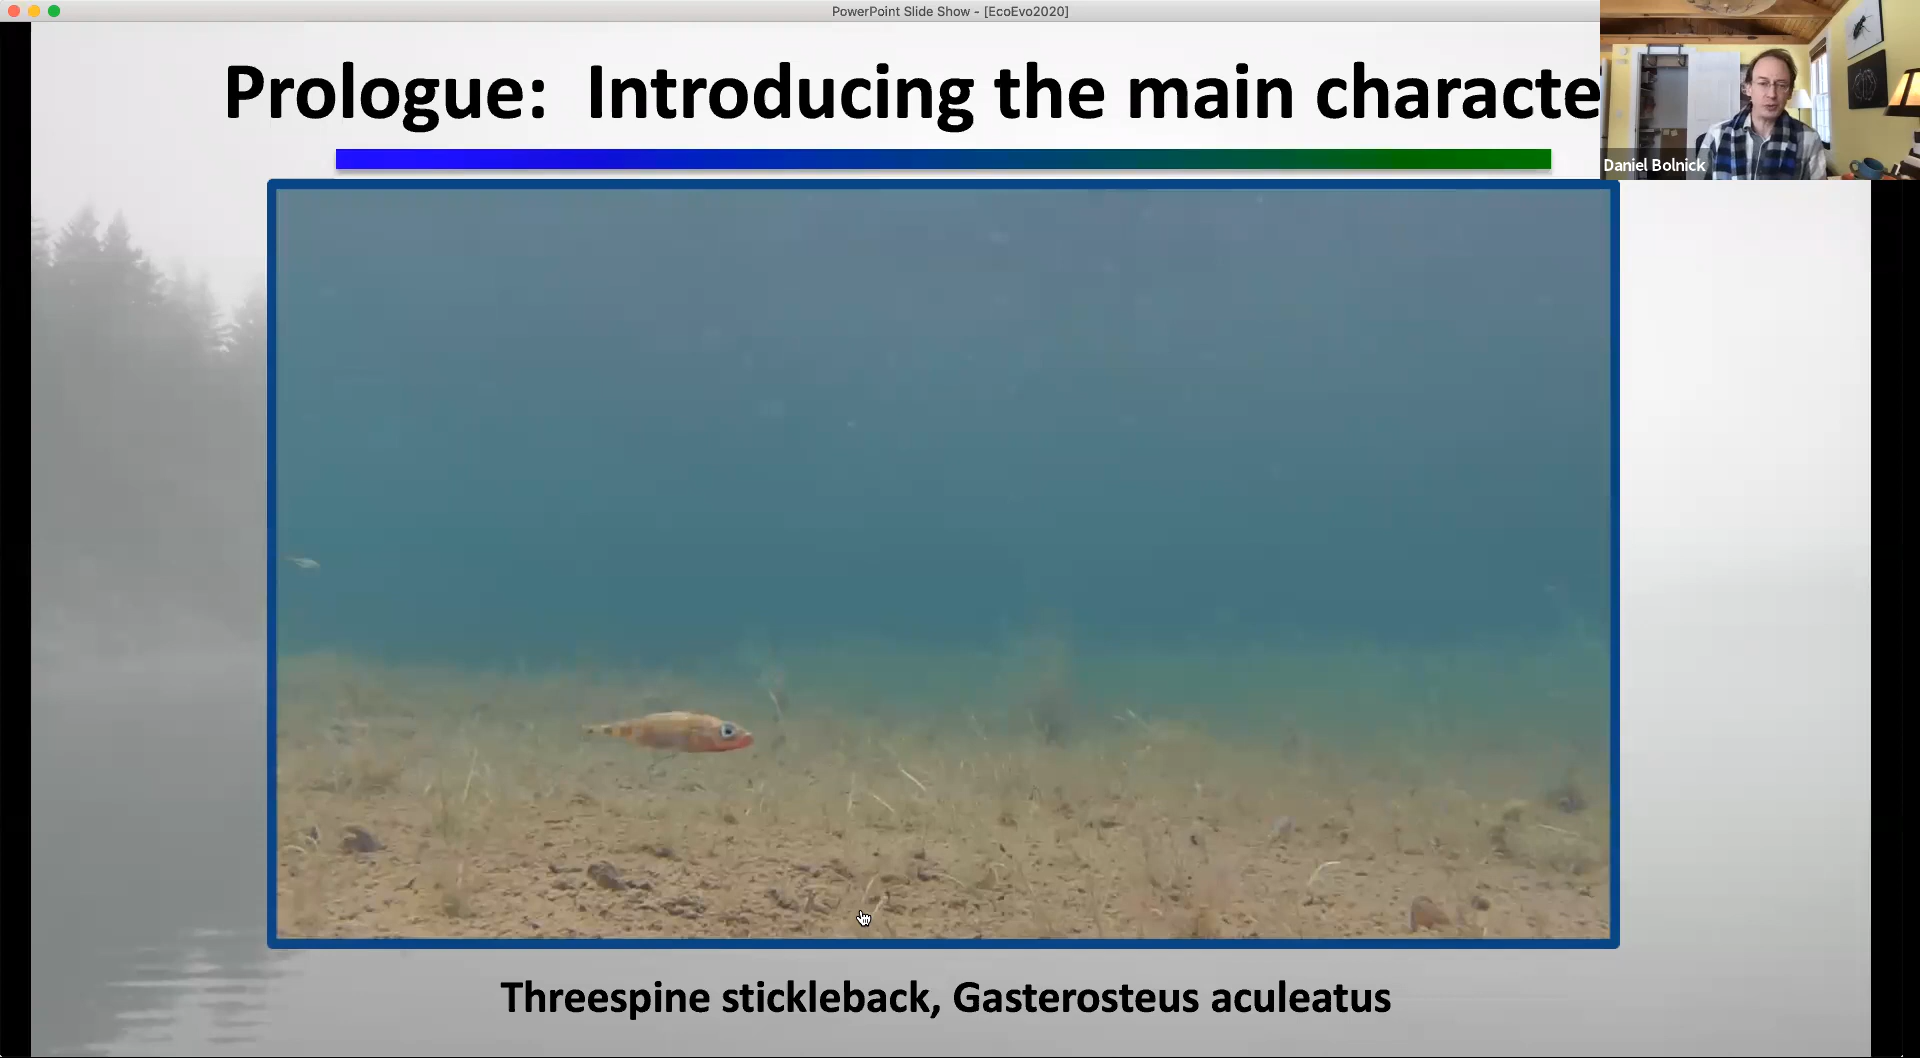 PowerPoint Slide Show - [EcoEvo2020]
Prologue: Introducing the main characte
Daniel Bolnick
Threespine stickleback, Gasterosteus aculeatus